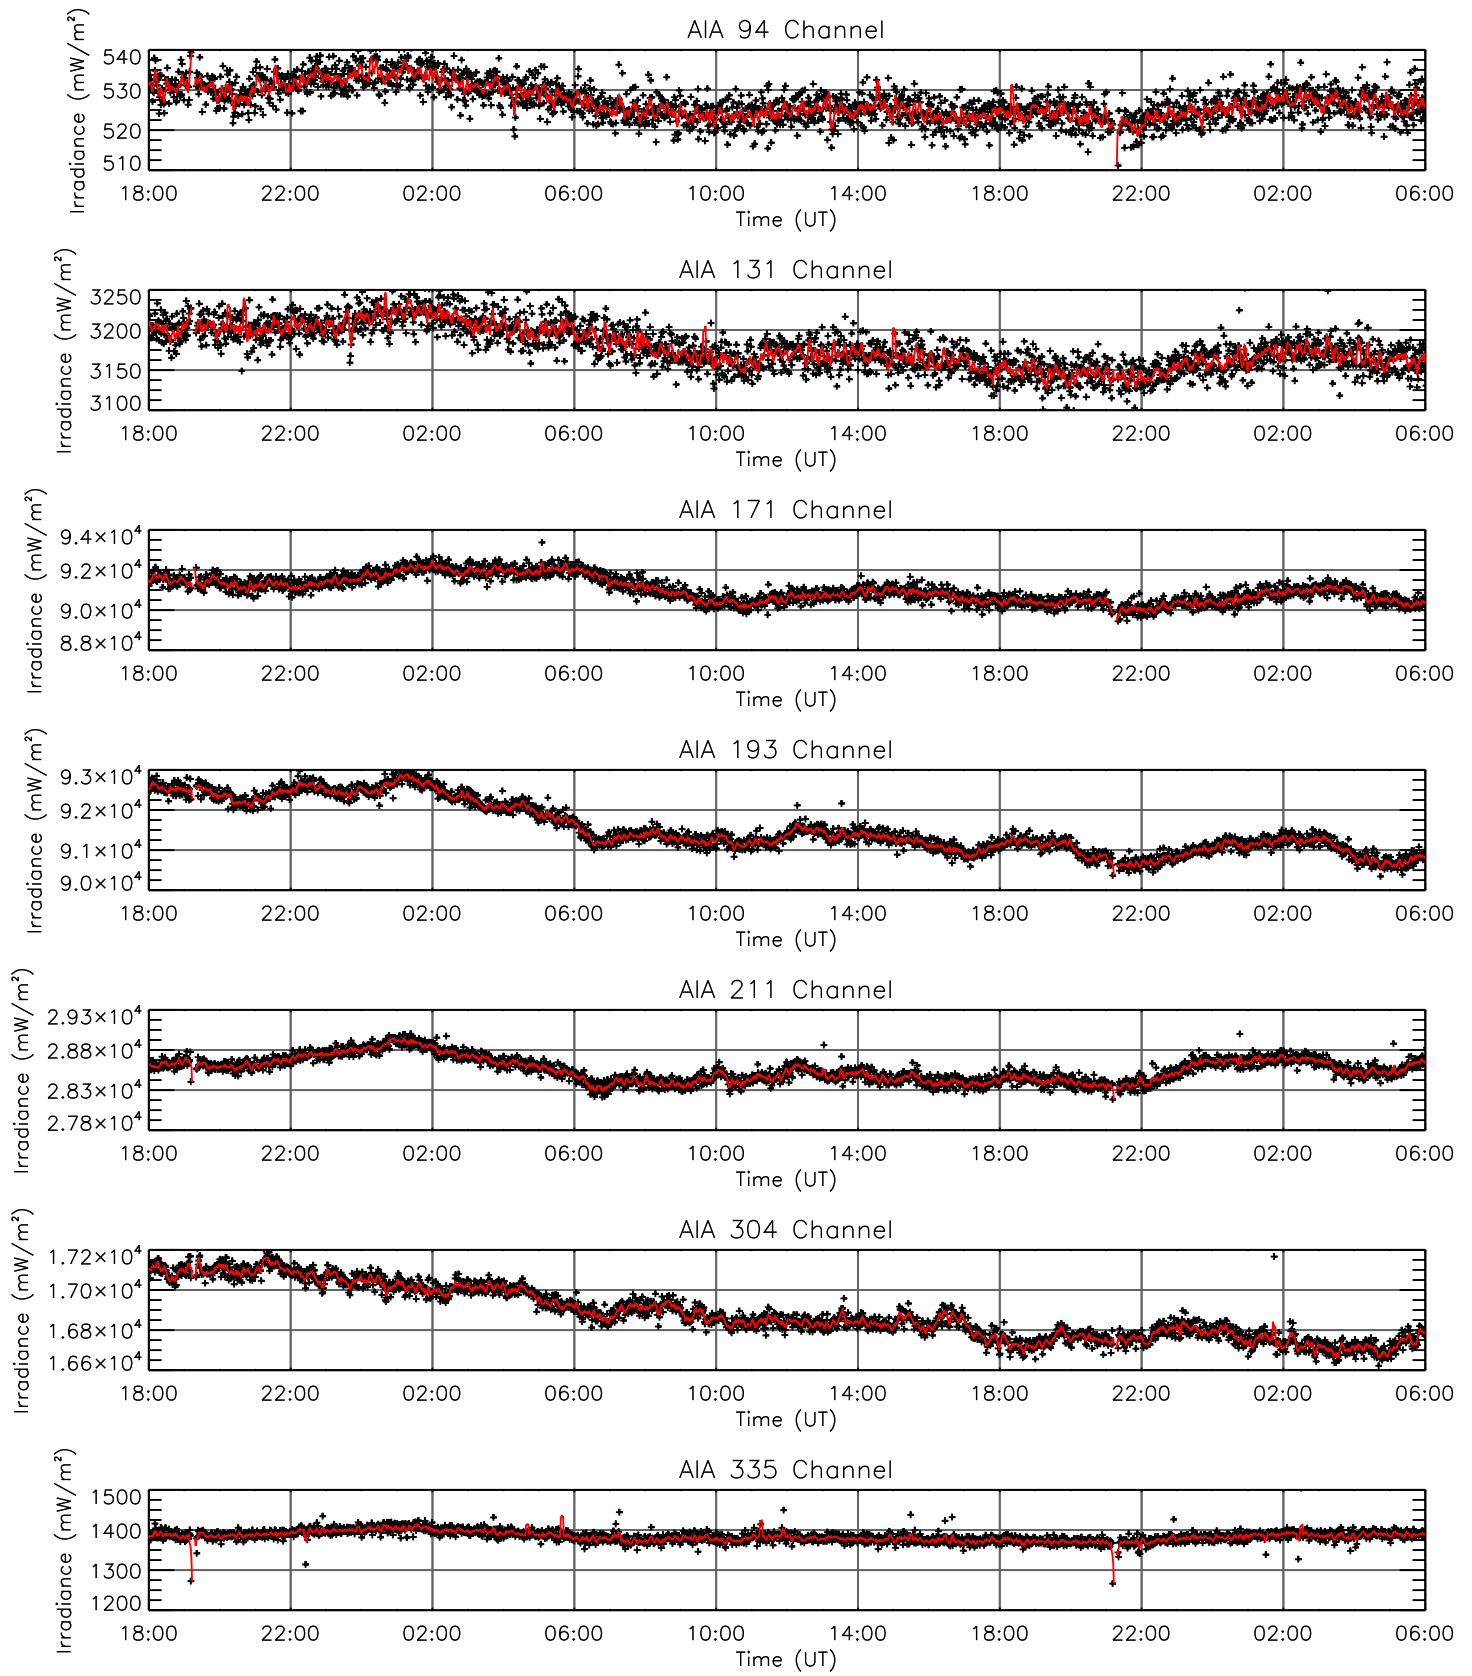 AIA 94 Channel
Irradiance (mW/m²)
540
530
520
510
18:00 22:00 02:00 06:00 10:00 14:00 18:00 22:00 02:00 06:00
Time (UT)
AIA 131 Channel
Irradiance (mW/m²)
3250
3200
3150
3100
18:00 22:00 02:00 06:00 10:00 14:00 18:00 22:00 02:00 06:00
Time (UT)
AIA 171 Channel
Irradiance (mW/m²)
9.4×10⁴
9.2×10⁴
9.0×10⁴
8.8×10⁴
18:00 22:00 02:00 06:00 10:00 14:00 18:00 22:00 02:00 06:00
Time (UT)
AIA 193 Channel
Irradiance (mW/m²)
9.3×10⁴
9.2×10⁴
9.1×10⁴
9.0×10⁴
18:00 22:00 02:00 06:00 10:00 14:00 18:00 22:00 02:00 06:00
Time (UT)
AIA 211 Channel
Irradiance (mW/m²)
2.93×10⁴
2.88×10⁴
2.83×10⁴
2.78×10⁴
18:00 22:00 02:00 06:00 10:00 14:00 18:00 22:00 02:00 06:00
Time (UT)
AIA 304 Channel
Irradiance (mW/m²)
1.72×10⁴
1.70×10⁴
1.68×10⁴
1.66×10⁴
18:00 22:00 02:00 06:00 10:00 14:00 18:00 22:00 02:00 06:00
Time (UT)
AIA 335 Channel
Irradiance (mW/m²)
1500
1400
1300
1200
18:00 22:00 02:00 06:00 10:00 14:00 18:00 22:00 02:00 06:00
Time (UT)